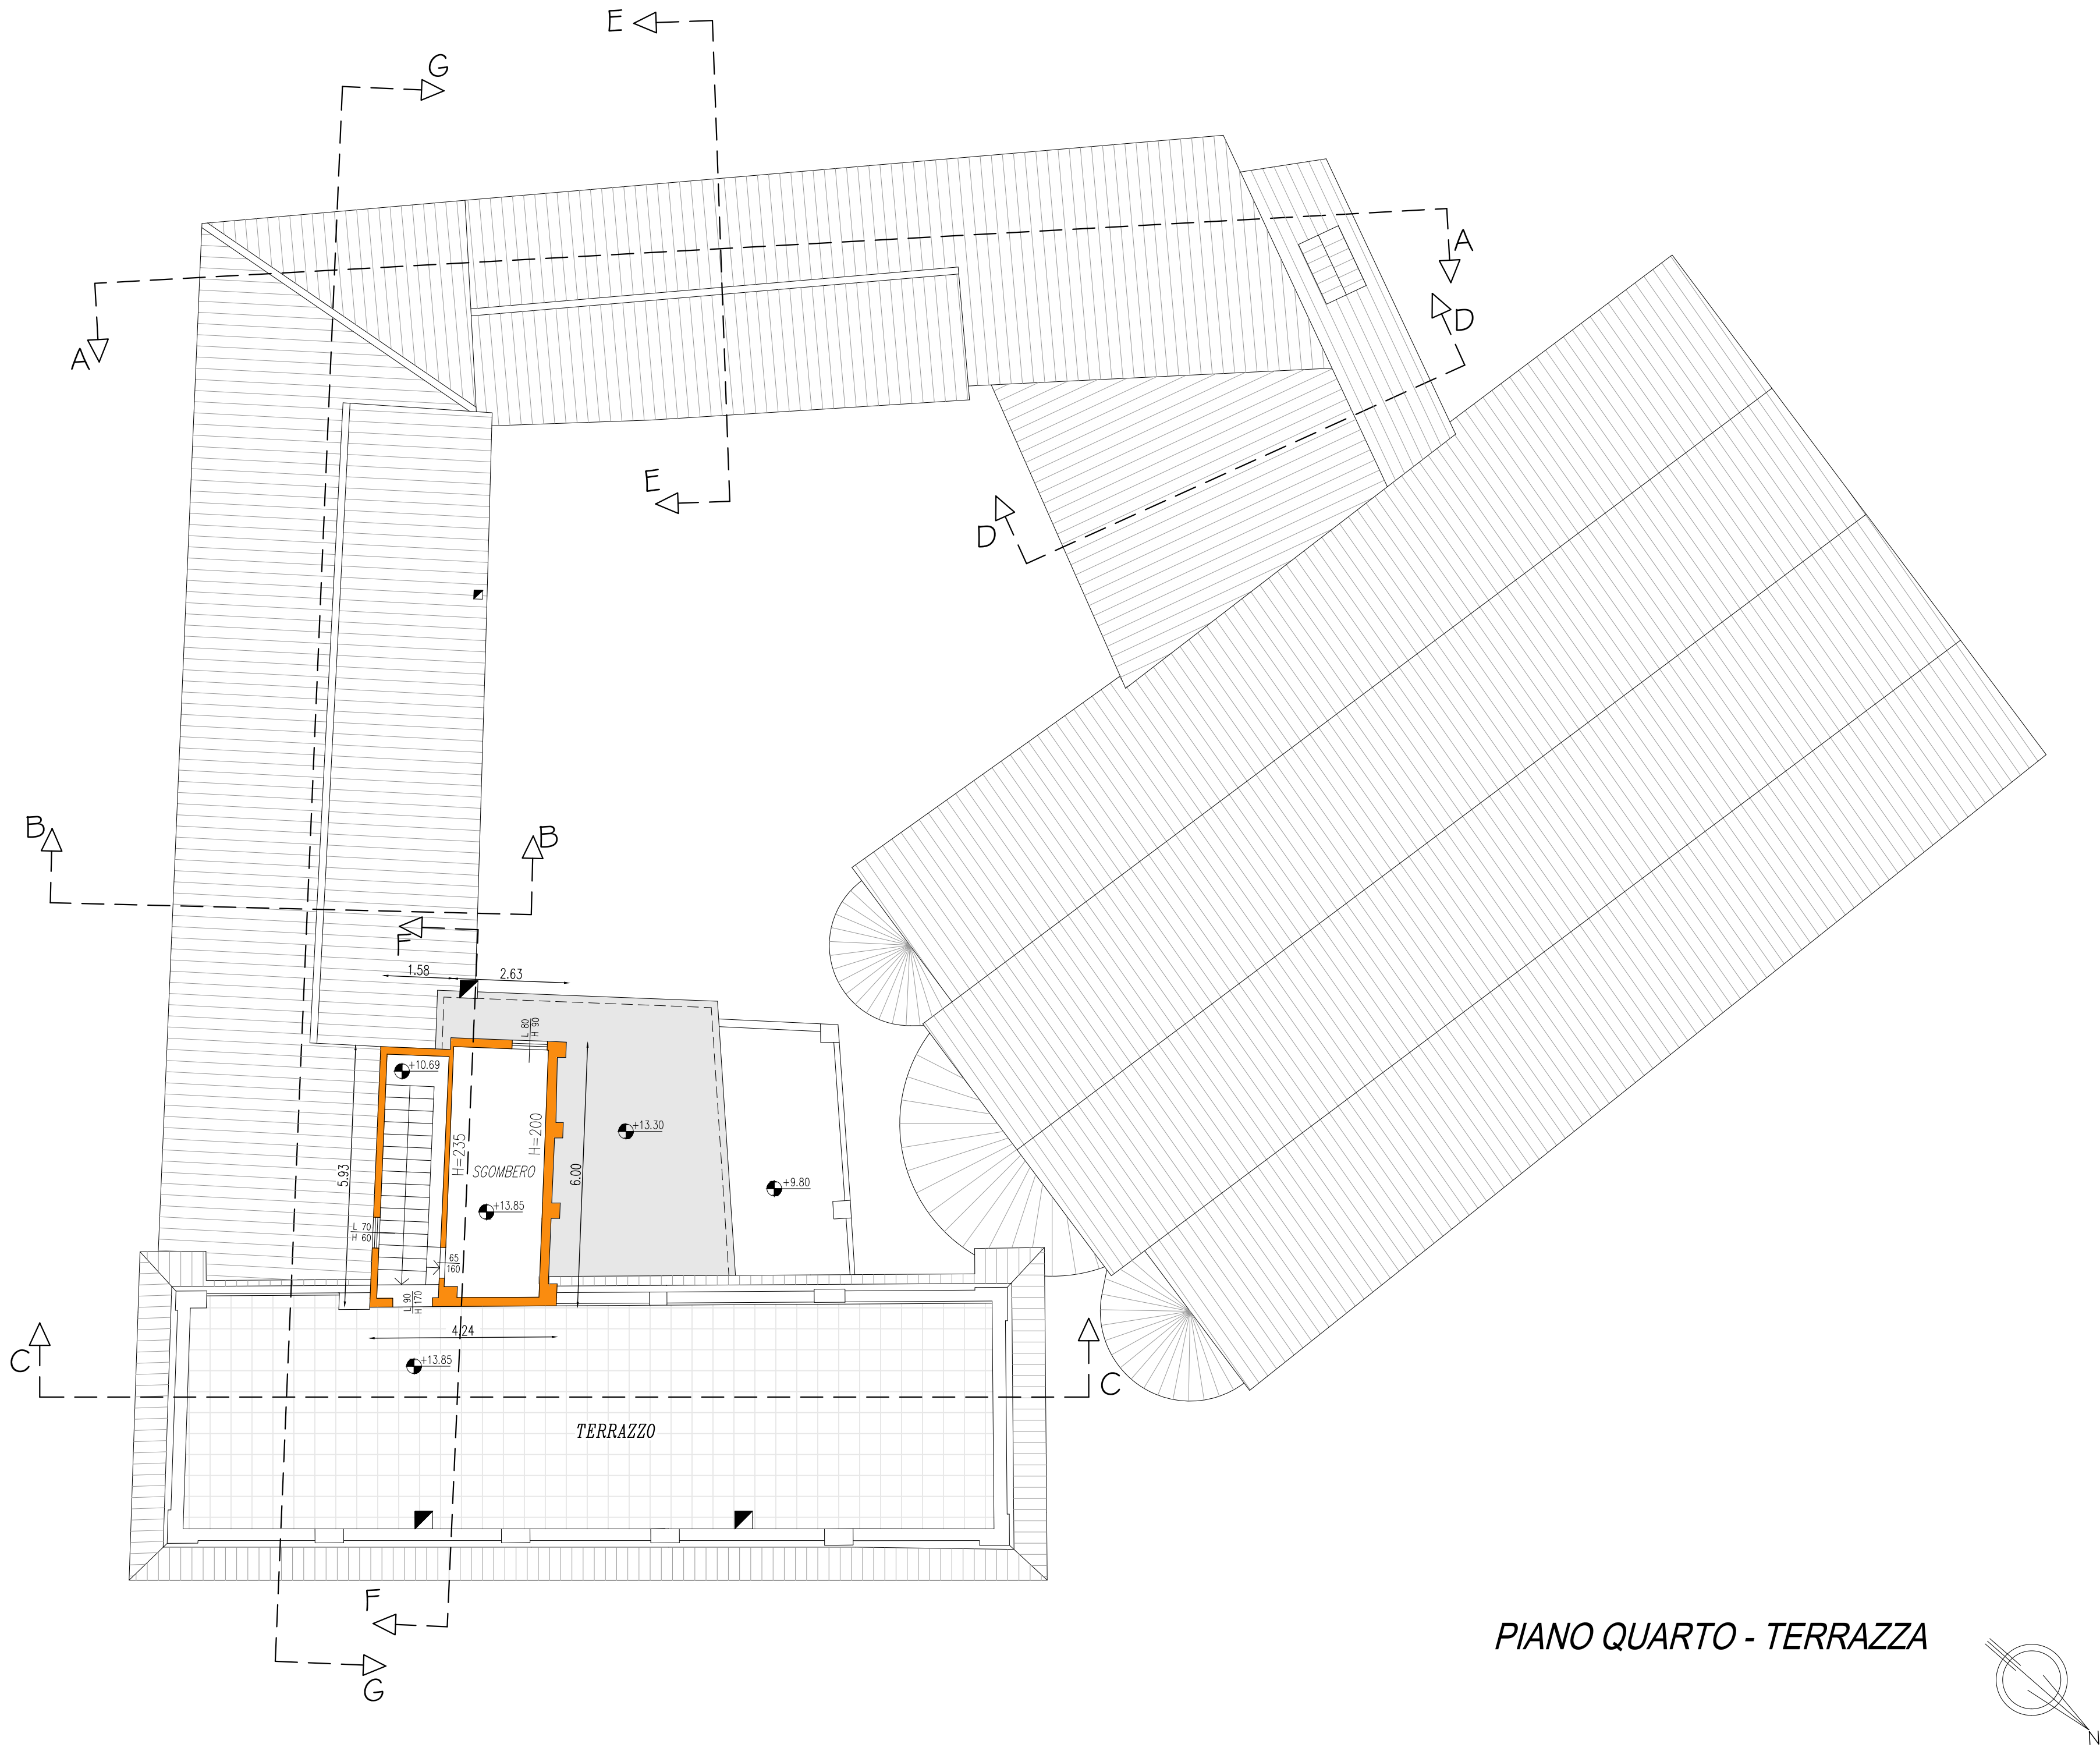 E
G
A
A
D
E
D
B
B
F
1.58
2.63
L 80
H 90
+10.69
+13.30
H=235
H=200
SGOMBERO
5.93
6.00
+9.80
+13.85
L 70
H 60
65
160
L 90
H 170
4.24
+13.85
C
C
TERRAZZO
F
G
PIANO QUARTO - TERRAZZA
N